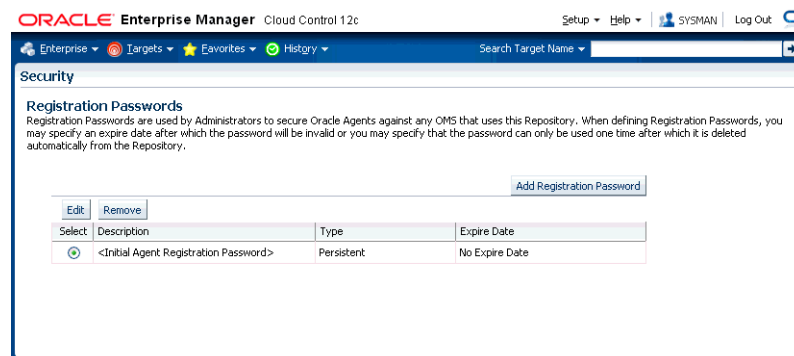 ORACLE Enterprise Manager Cloud Control 12c
Setup Help SYSMAN Log Out
Enterprise Targets Favorites History Search Target Name
Security
Registration Passwords
Registration Passwords are used by Administrators to secure Oracle Agents against any OMS that uses this Repository. When defining Registration Passwords, you
may specify an expire date after which the password will be invalid or you may specify that the password can only be used one time after which it is deleted
automatically from the Repository.
Add Registration Password
Edit Remove
Select Description Type Expire Date
<Initial Agent Registration Password> Persistent No Expire Date